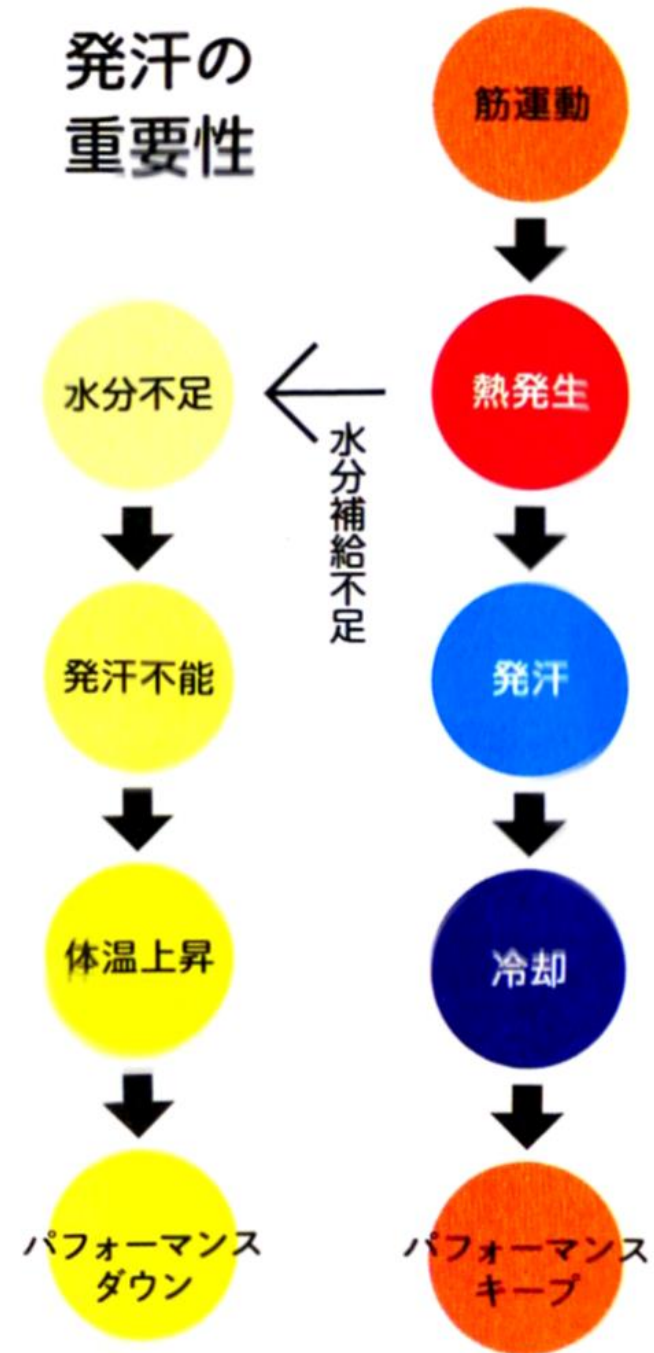 発汗の
重要性
筋運動
熱発生
発汗
冷却
パフォーマンス
キープ
水分補給不足
水分不足
発汗不能
体温上昇
パフォーマンス
ダウン